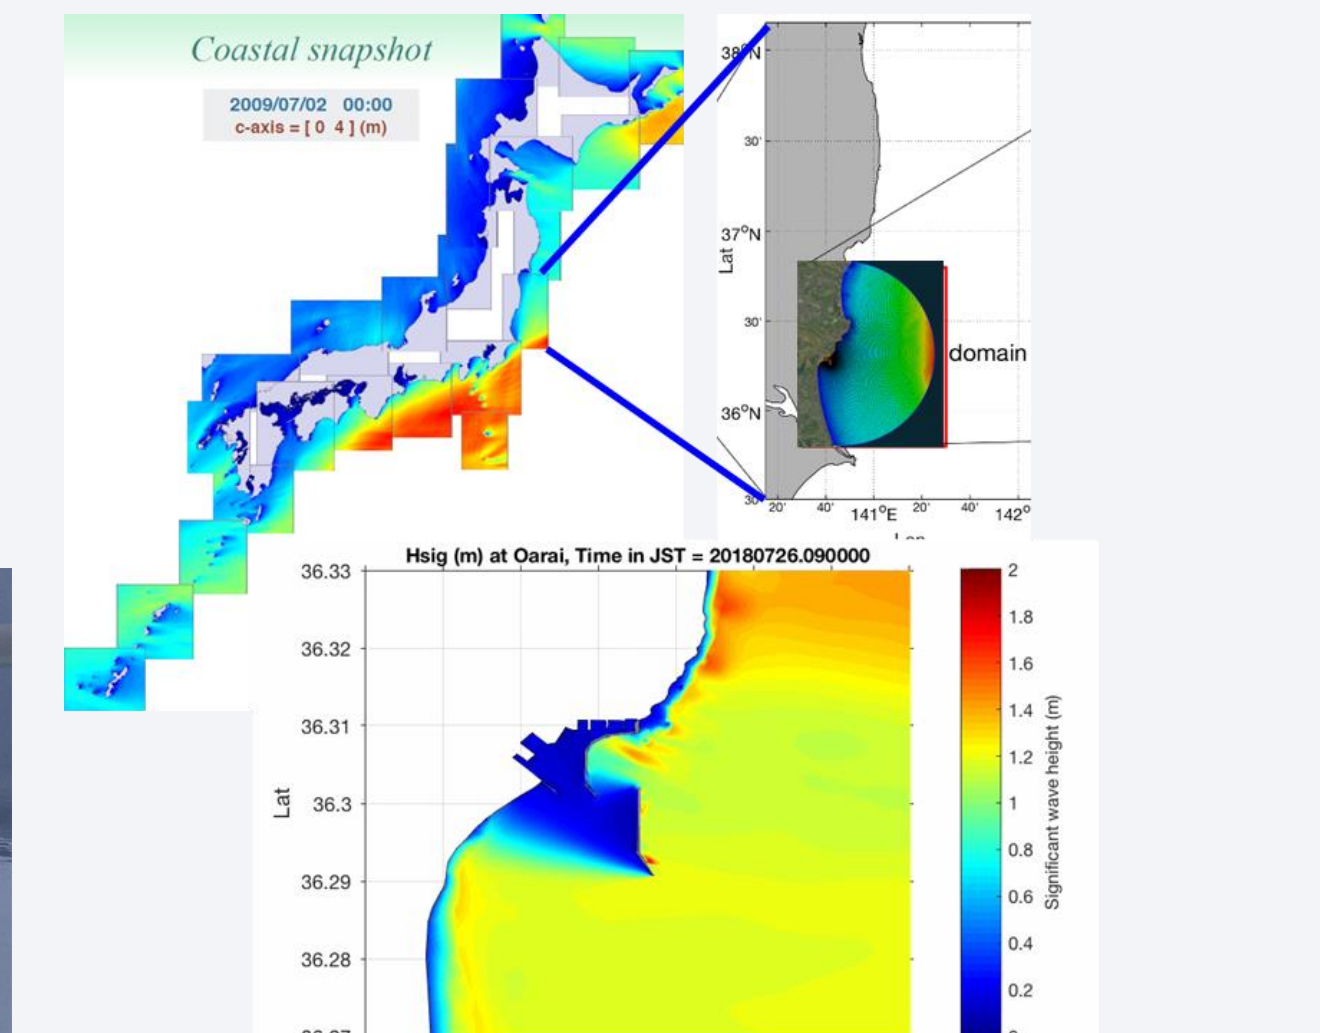 Coastal snapshot
2009/07/02 00:00
c-axis = [ 0 4 ] (m)
38°N
30'
37°N
Lat
30'
domain
36°N
30'
20'
40'
141°E
20'
40'
142°
Hsig (m) at Oarai, Time in JST = 20180726.090000
36.33
36.32
36.31
Lat
36.3
36.29
36.28
2
1.8
1.6
1.4
1.2
1
0.8
0.6
0.4
0.2
Significant wave height (m)